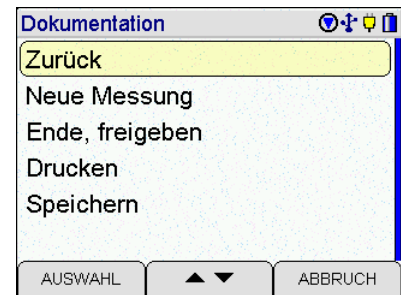 Dokumentation
Zurück
Neue Messung
Ende, freigeben
Drucken
Speichern
AUSWAHL ▲ ▼ ABBRUCH